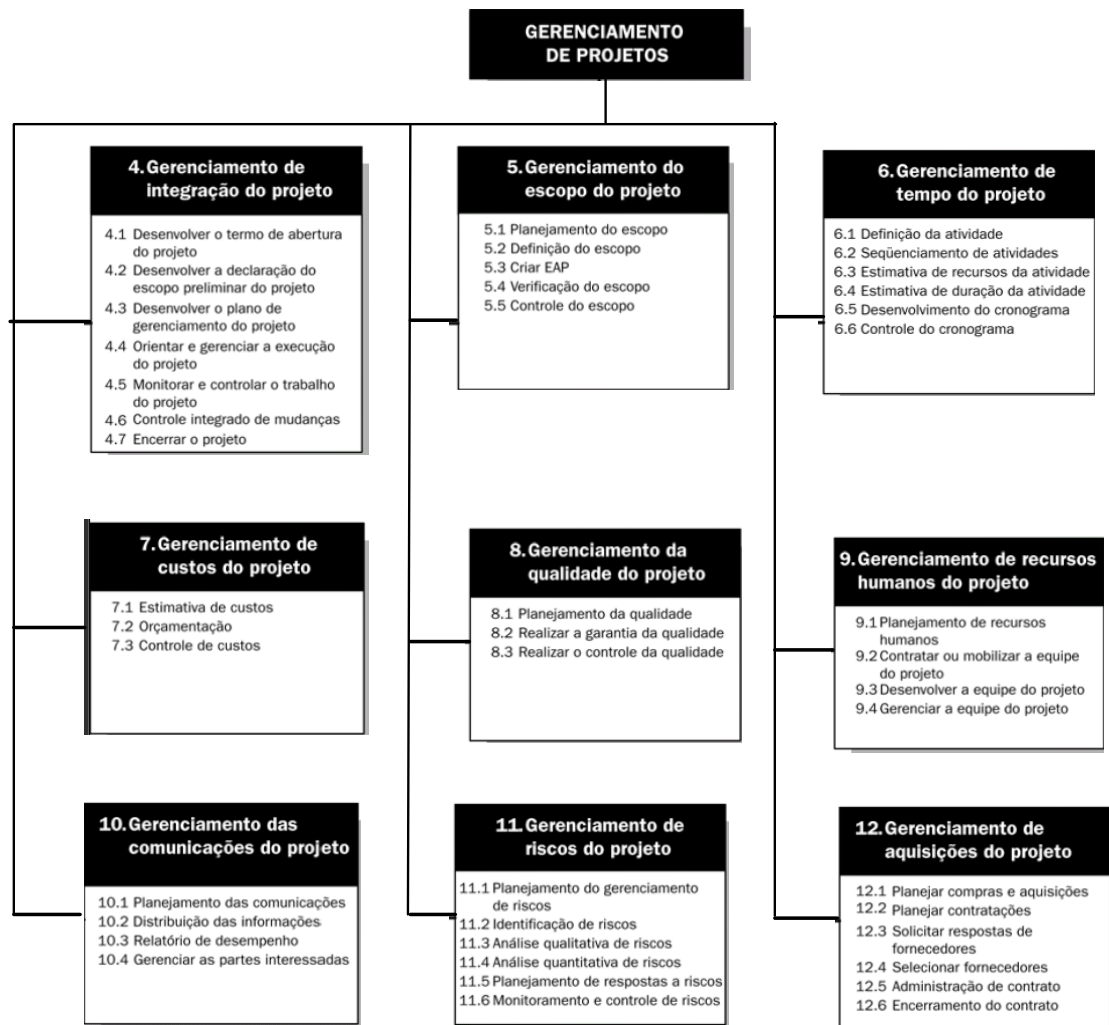 GERENCIAMENTO
DE PROJETOS
4. Gerenciamento de
integração do projeto
4.1 Desenvolver o termo de abertura
do projeto
4.2 Desenvolver a declaração do
escopo preliminar do projeto
4.3 Desenvolver o plano de
gerenciamento do projeto
4.4 Orientar e gerenciar a execução
do projeto
4.5 Monitorar e controlar o trabalho
do projeto
4.6 Controle integrado de mudanças
4.7 Encerrar o projeto
5. Gerenciamento do
escopo do projeto
5.1 Planejamento do escopo
5.2 Definição do escopo
5.3 Criar EAP
5.4 Verificação do escopo
5.5 Controle do escopo
6. Gerenciamento de
tempo do projeto
6.1 Definição da atividade
6.2 Seqüenciamento de atividades
6.3 Estimativa de recursos da atividade
6.4 Estimativa de duração da atividade
6.5 Desenvolvimento do cronograma
6.6 Controle do cronograma
7. Gerenciamento de
custos do projeto
7.1 Estimativa de custos
7.2 Orçamentação
7.3 Controle de custos
8. Gerenciamento da
qualidade do projeto
8.1 Planejamento da qualidade
8.2 Realizar a garantia da qualidade
8.3 Realizar o controle da qualidade
9. Gerenciamento de recursos
humanos do projeto
9.1 Planejamento de recursos
humanos
9.2 Contratar ou mobilizar a equipe
do projeto
9.3 Desenvolver a equipe do projeto
9.4 Gerenciar a equipe do projeto
10. Gerenciamento das
comunicações do projeto
10.1 Planejamento das comunicações
10.2 Distribuição das informações
10.3 Relatório de desempenho
10.4 Gerenciar as partes interessadas
11. Gerenciamento de
riscos do projeto
11.1 Planejamento do gerenciamento
de riscos
11.2 Identificação de riscos
11.3 Análise qualitativa de riscos
11.4 Análise quantitativa de riscos
11.5 Planejamento de respostas a riscos
11.6 Monitoramento e controle de riscos
12. Gerenciamento de
aquisições do projeto
12.1 Planejar compras e aquisições
12.2 Planejar contratações
12.3 Solicitar respostas de
fornecedores
12.4 Selecionar fornecedores
12.5 Administração de contrato
12.6 Encerramento do contrato